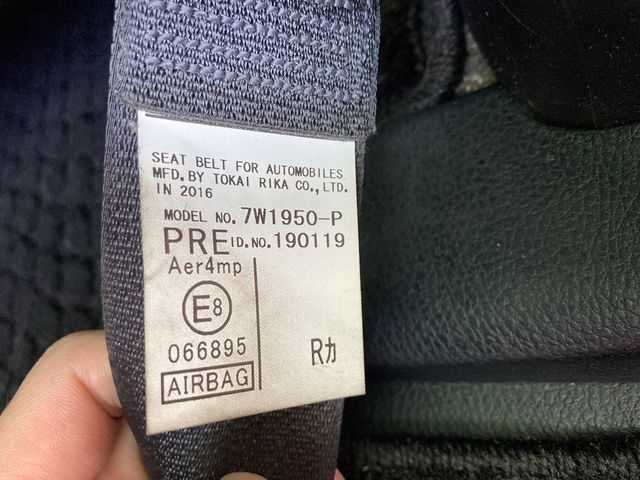 SEAT BELT FOR AUTOMOBILES
MFD.BY TOKAI RIKA CO.,LTD.
IN 2016
MODEL NO.7W1950-P
PRE ID.NO.190119
Aer4mp
E8
066895
Rカ
AIRBAG